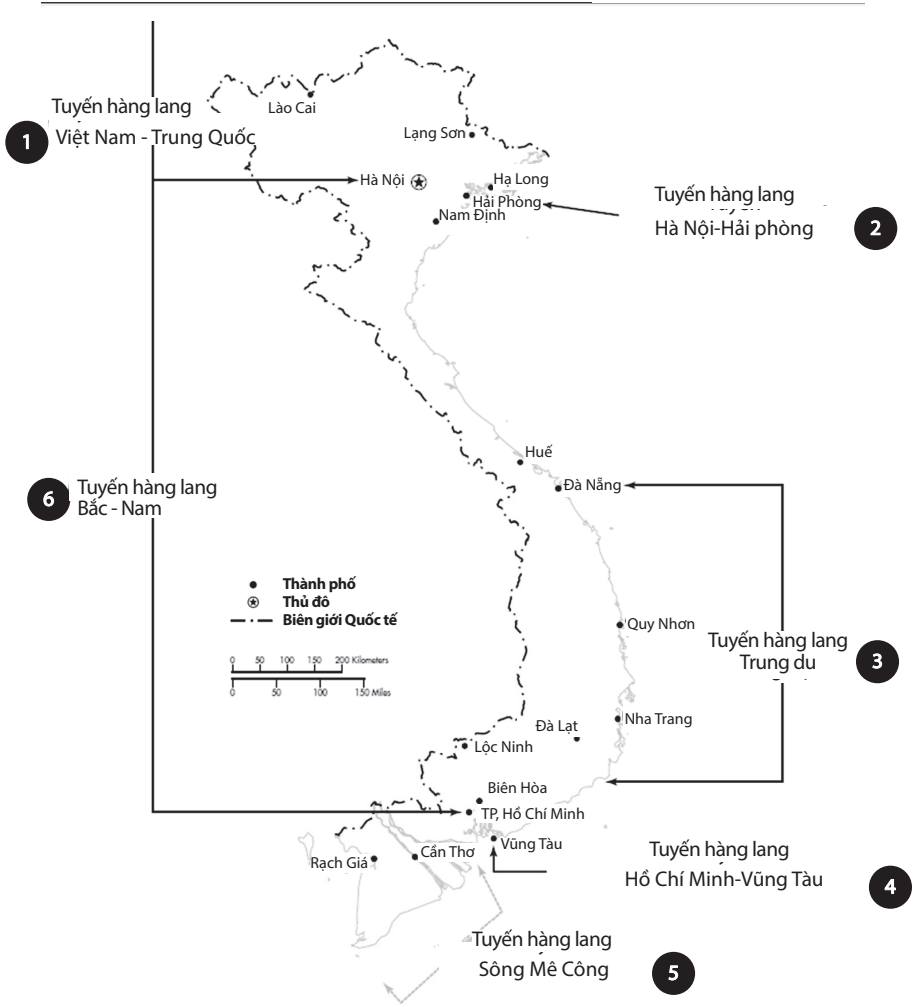 Lào Cai
Tuyến hàng lang
1
Việt Nam - Trung Quốc
Lạng Sơn
Hà Nội
Hạ Long
Hải Phòng
Nam Định
Tuyến hàng lang
Hà Nội-Hải phòng
2
Huế
Đà Nẵng
6
Tuyến hàng lang
Bắc - Nam
Thành phố
Thủ đô
Biên giới Quốc tế
0 50 100 150 200 Kilometers
0 50 100 150 Miles
Quy Nhơn
Tuyến hàng lang
Trung du
3
Nha Trang
Đà Lạt
Lộc Ninh
Biên Hòa
TP, Hồ Chí Minh
Vũng Tàu
Cần Thơ
Rạch Giá
Tuyến hàng lang
Hồ Chí Minh-Vũng Tàu
4
Tuyến hàng lang
Sông Mê Công
5